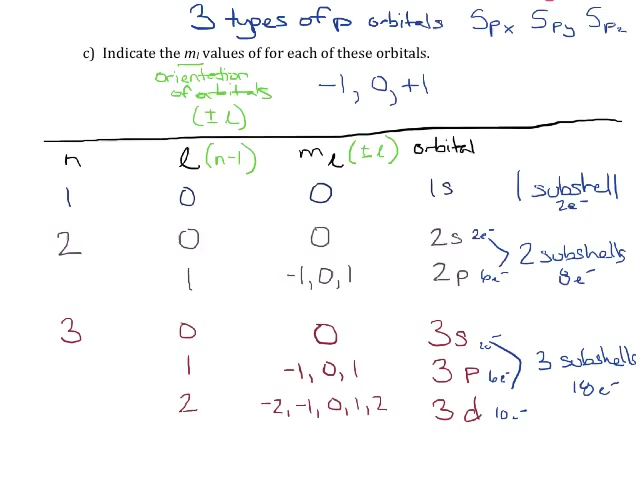 3 types of p orbitals 5px 5py 5pz
c) Indicate the ml values of for each of these orbitals.
orientation of orbitals (± l)
-1, 0, +1
n l (n-1) ml (± l) orbital
1 0 0 1s 1 subshell 2e-
2 0 0 2s 2e-
1 -1, 0, 1 2p 6e-
2 subshells 8e-
3 0 0 3s 2e-
1 -1, 0, 1 3p 6e-
2 -2, -1, 0, 1, 2 3d 10e-
3 subshells 18e-